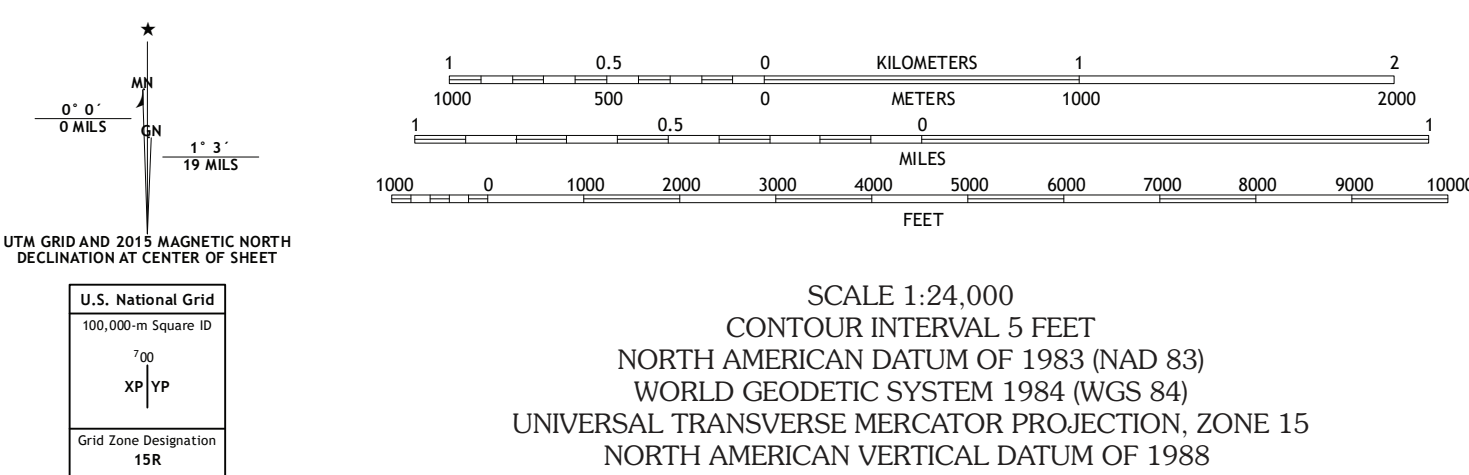 ★
MN
0° 0´
0 MILS
GN
1° 3´
19 MILS
UTM GRID AND 2015 MAGNETIC NORTH
DECLINATION AT CENTER OF SHEET
U.S. National Grid
100,000-m Square ID
⁷00
XP YP
Grid Zone Designation
15R
1 0.5 0 KILOMETERS 1 2
1000 500 0 METERS 1000 2000
1 0.5 0 1
MILES
1000 0 1000 2000 3000 4000 5000 6000 7000 8000 9000 10000
FEET
SCALE 1:24,000
CONTOUR INTERVAL 5 FEET
NORTH AMERICAN DATUM OF 1983 (NAD 83)
WORLD GEODETIC SYSTEM 1984 (WGS 84)
UNIVERSAL TRANSVERSE MERCATOR PROJECTION, ZONE 15
NORTH AMERICAN VERTICAL DATUM OF 1988